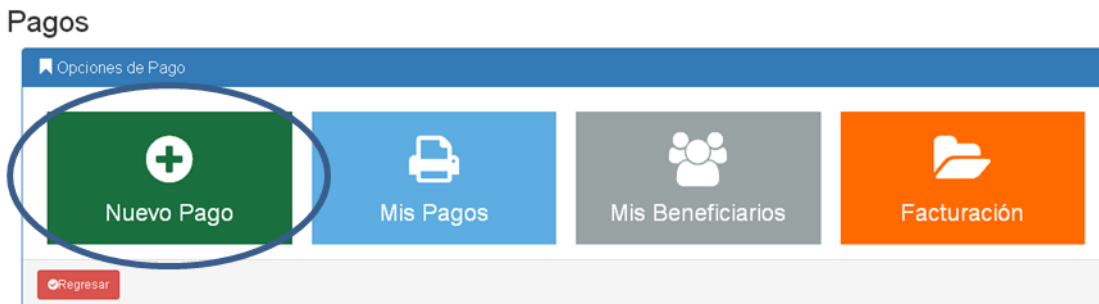 Pagos
Opciones de Pago
Nuevo Pago
Mis Pagos
Mis Beneficiarios
Facturación
Regresar